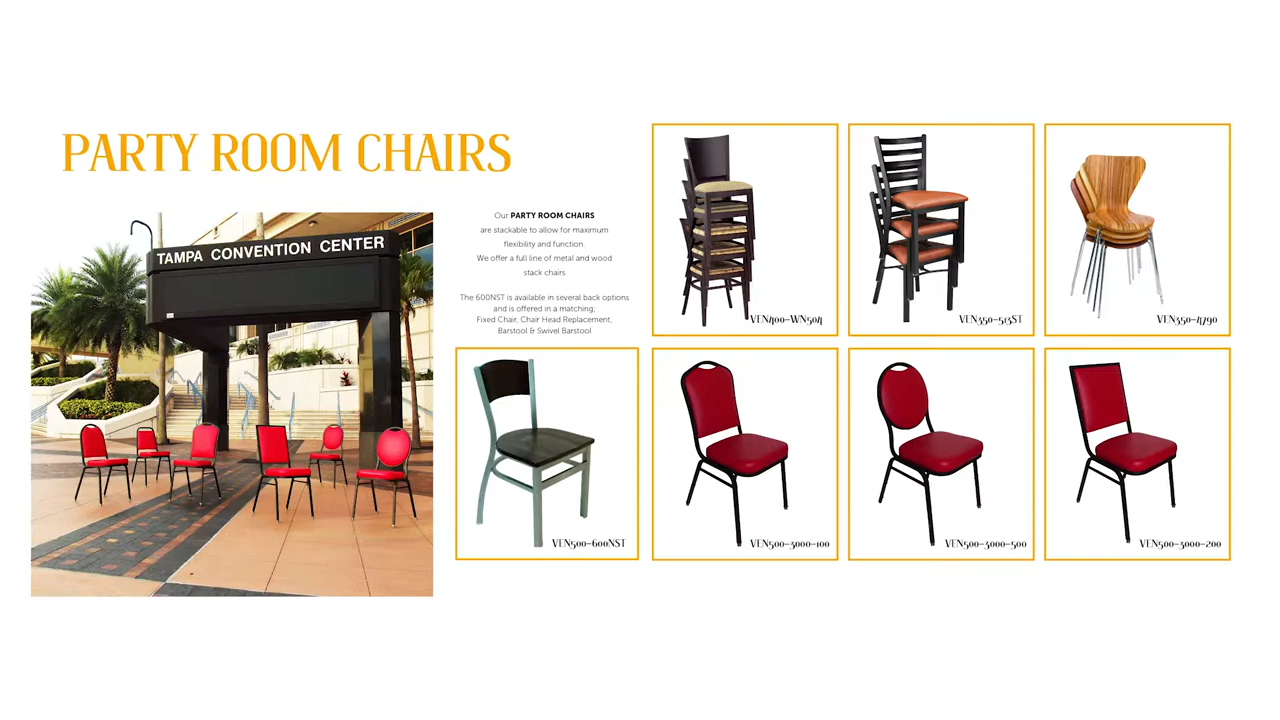 PARTY ROOM CHAIRS
TAMPA CONVENTION CENTER
Our PARTY ROOM CHAIRS
are stackable to allow for maximum
flexibility and function.
We offer a full line of metal and wood
stack chairs
The 600NST is available in several back options
and is offered in a matching;
Fixed Chair, Chair Head Replacement,
Barstool & Swivel Barstool
VEN400-WN504
VEN350-513ST
VEN350-4790
VEN500-600NST
VEN500-3000-100
VEN500-3000-500
VEN500-3000-200